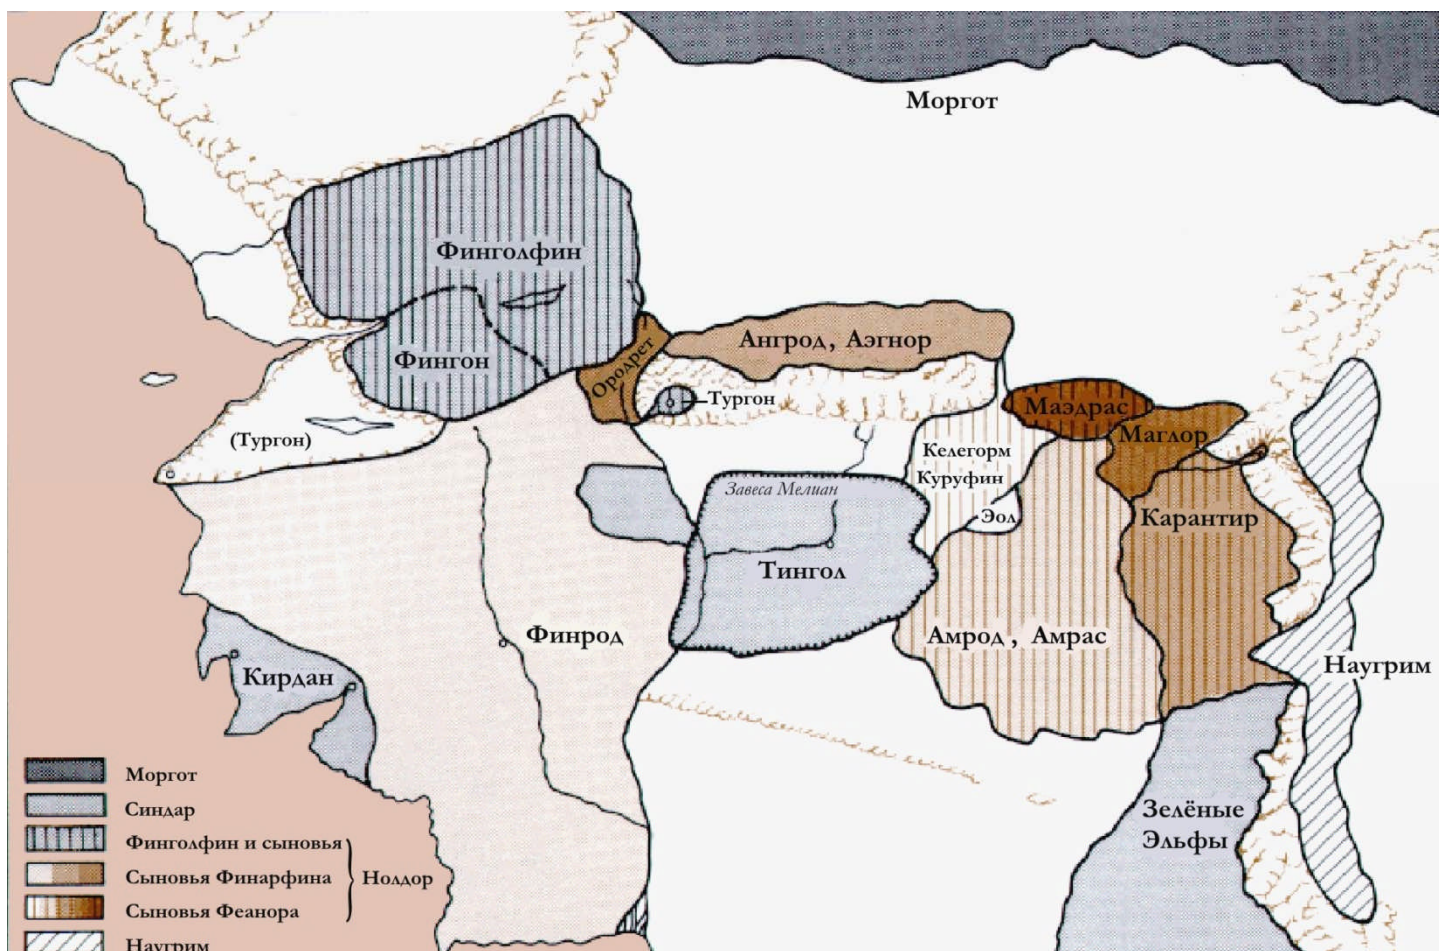 Моргот
Финголфин
Фингон
Ородрет
Ангрод, Аэгнор
Тургон
(Тургон)
Маэдрас
Маглор
Келегорм
Куруфин
Завеса Мелиан
Эол
Карантир
Тингол
Финрод
Амрод, Амрас
Кирдан
Наугрим
Зелёные
Эльфы
Моргот
Синдар
Финголфин и сыновья
Сыновья Финарфина
Нолдор
Сыновья Феанора
Наугрим